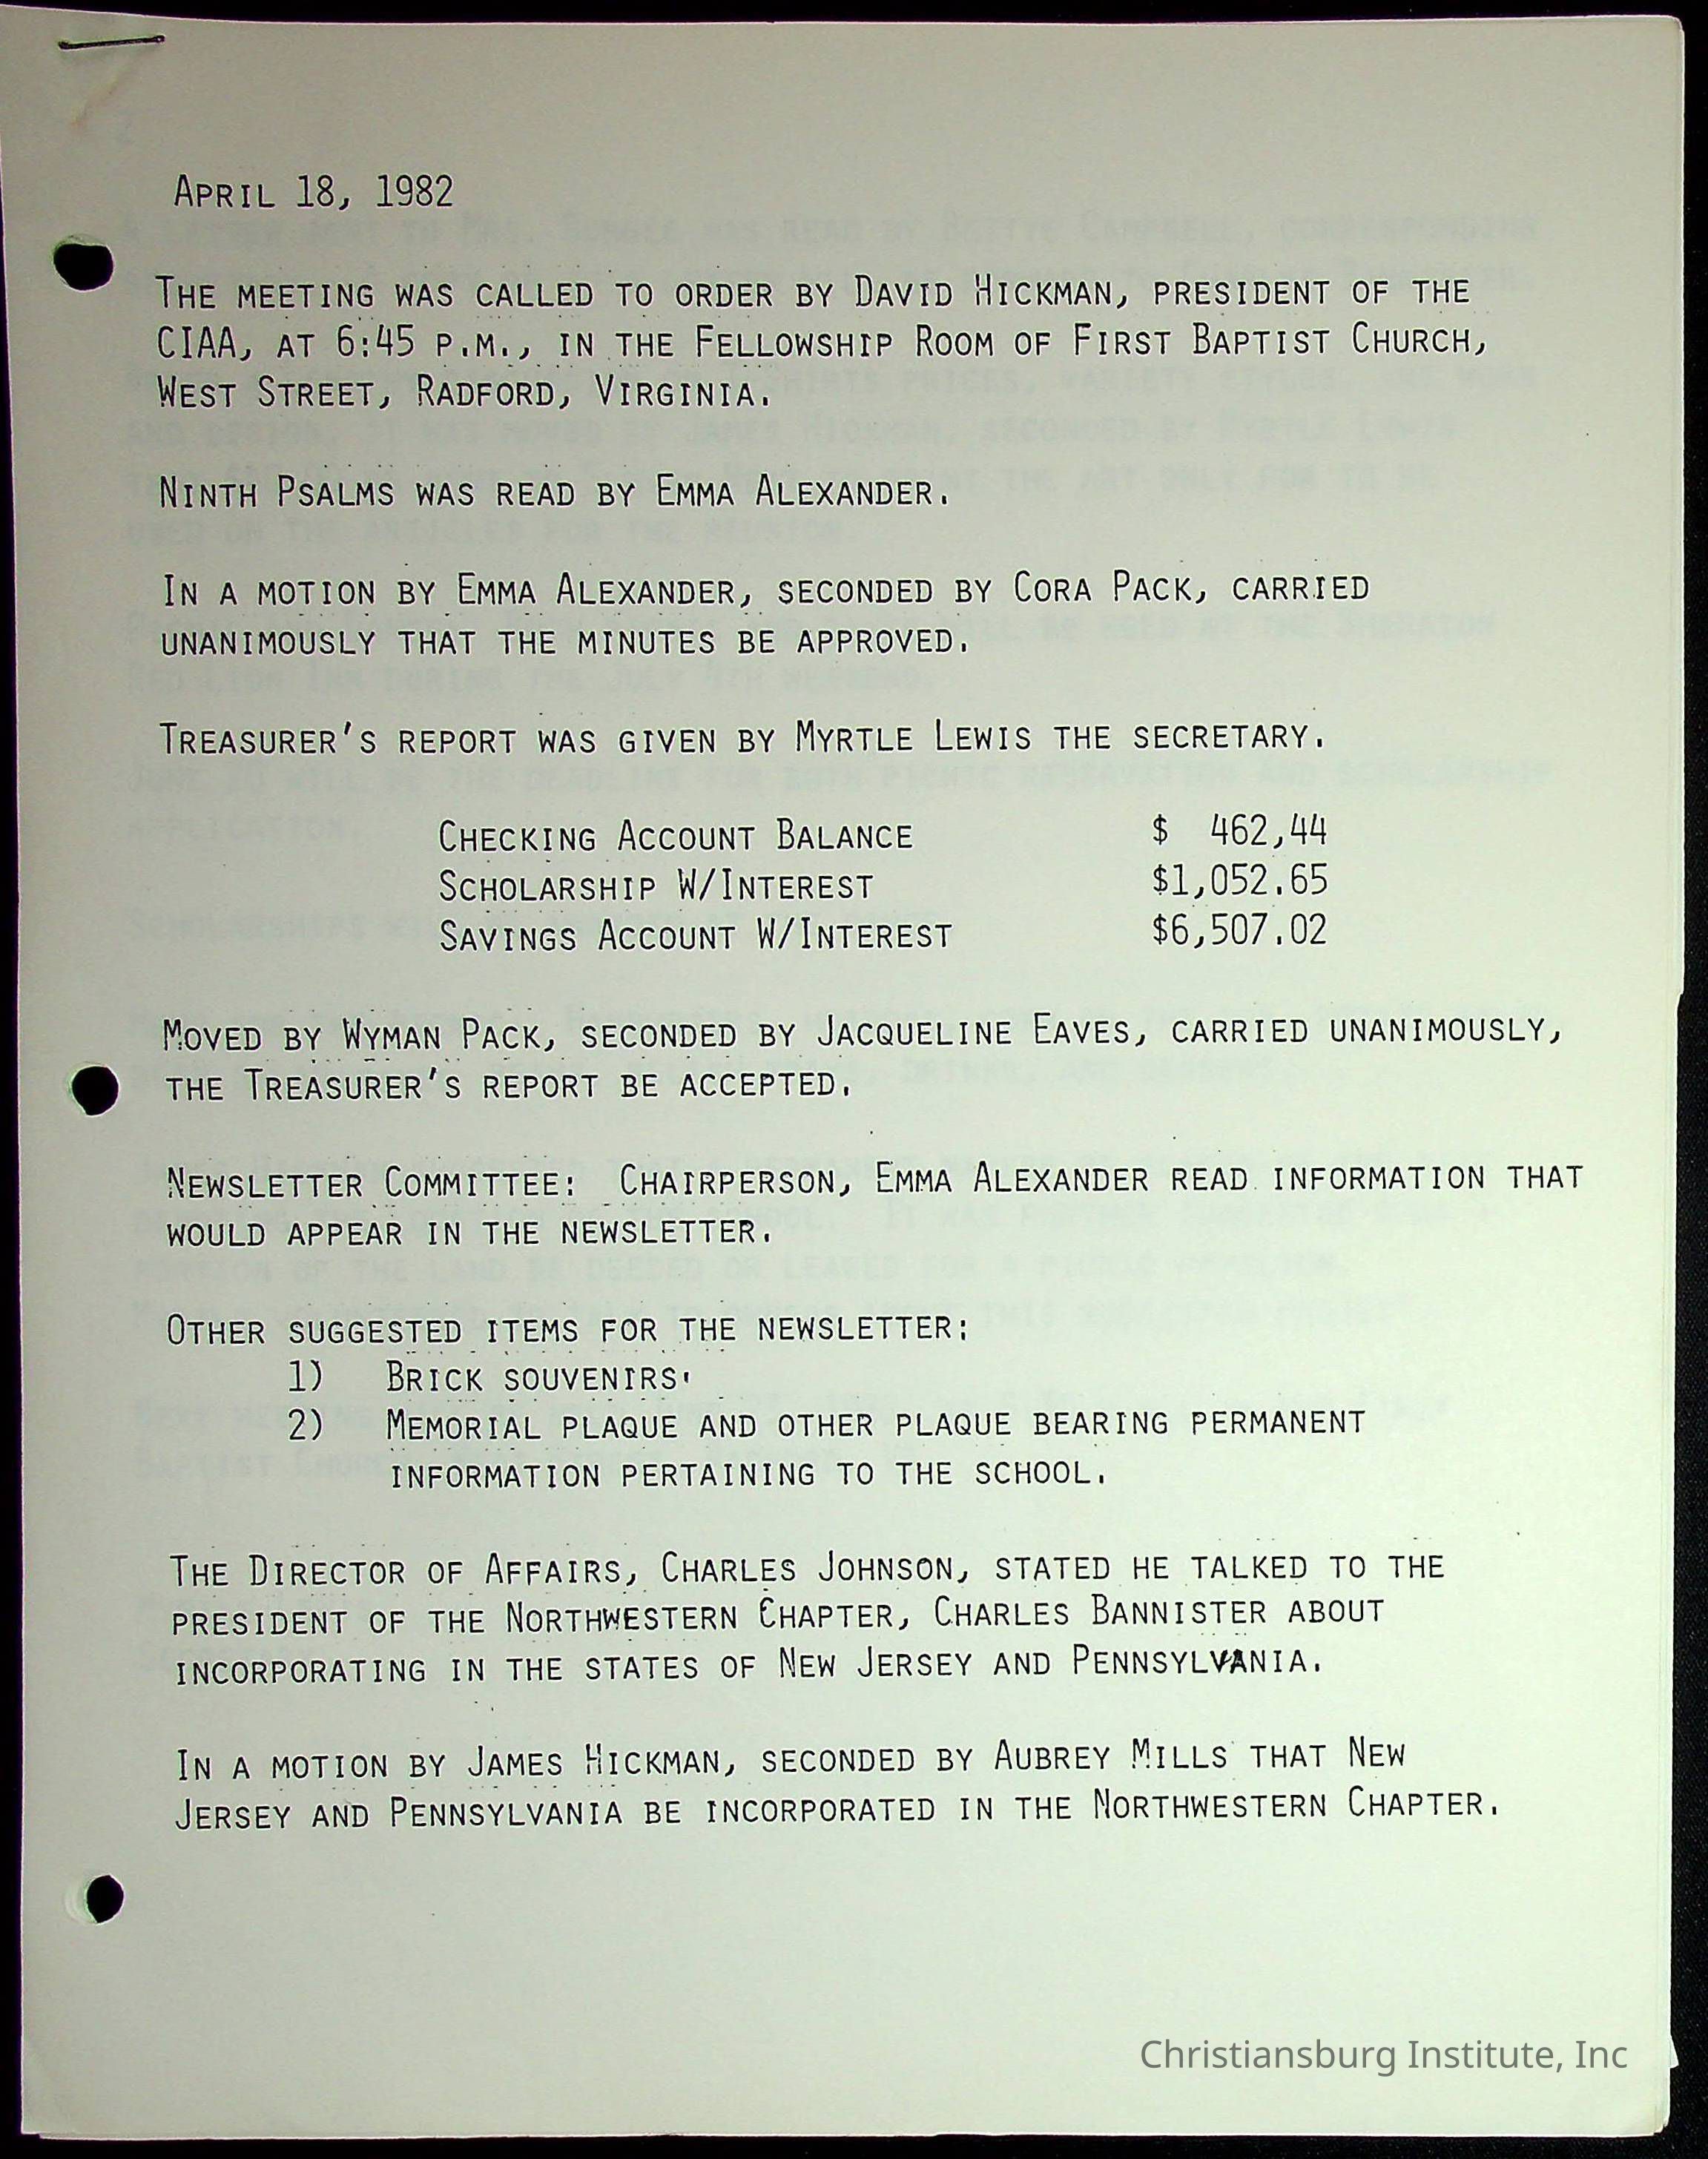 April 18, 1982
The meeting was called to order by David Hickman, president of the
CIAA, at 6:45 p.m., in the Fellowship Room of First Baptist Church,
West Street, Radford, Virginia.
Ninth Psalms was read by Emma Alexander.
In a motion by Emma Alexander, seconded by Cora Pack, carried
unanimously that the minutes be approved.
Treasurer's report was given by Myrtle Lewis the secretary.
Checking Account Balance $ 462,44
Scholarship w/Interest $1,052.65
Savings Account w/Interest $6,507.02
Moved by Wyman Pack, seconded by Jacqueline Eaves, carried unanimously,
the Treasurer's report be accepted.
Newsletter Committee: Chairperson, Emma Alexander read information that
would appear in the newsletter.
Other suggested items for the newsletter:
1) Brick souvenirs.
2) Memorial plaque and other plaque bearing permanent
information pertaining to the school.
The Director of Affairs, Charles Johnson, stated he talked to the
president of the Northwestern Chapter, Charles Bannister about
incorporating in the states of New Jersey and Pennsylvania.
In a motion by James Hickman, seconded by Aubrey Mills that New
Jersey and Pennsylvania be incorporated in the Northwestern Chapter.
Christiansburg Institute, Inc